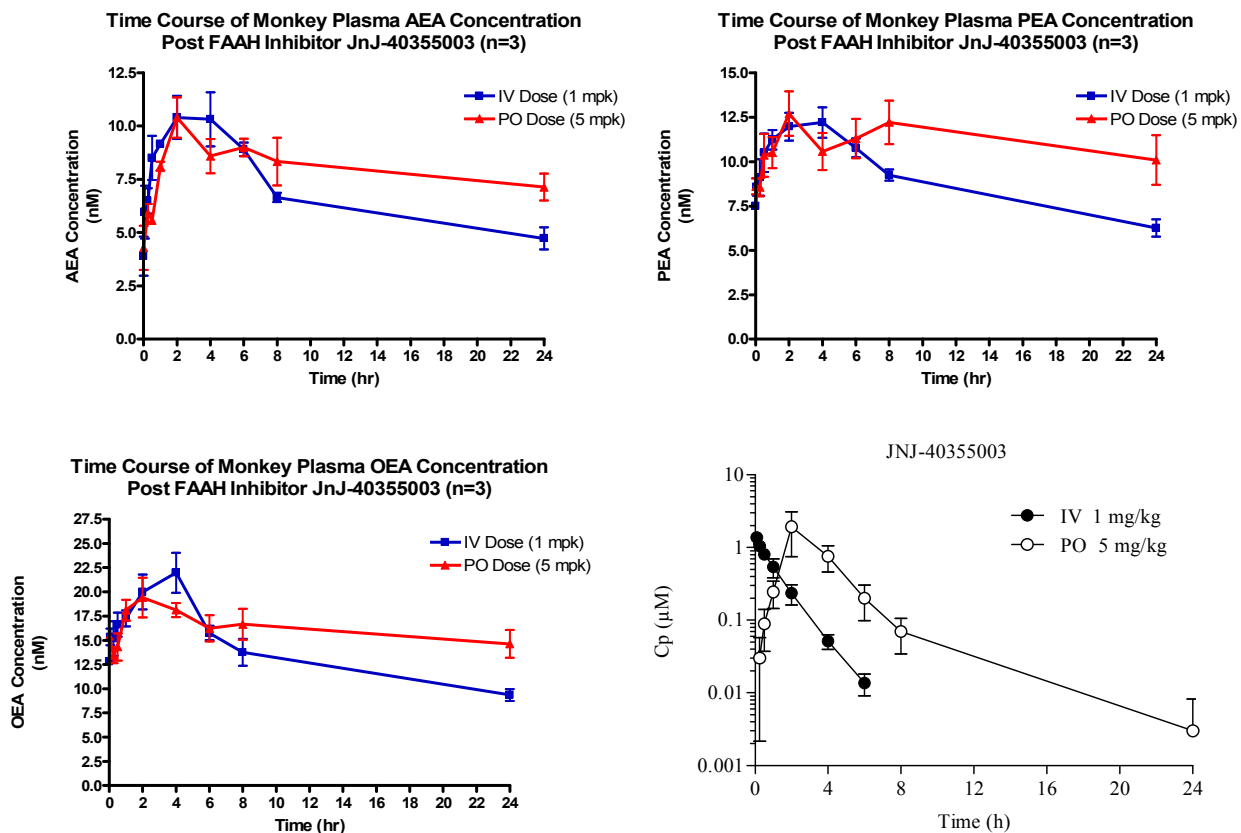 Time Course of Monkey Plasma AEA Concentration
Post FAAH Inhibitor JnJ-40355003 (n=3)
12.5
10.0
7.5
5.0
2.5
0.0
AEA Concentration
(nM)
IV Dose (1 mpk)
PO Dose (5 mpk)
0 2 4 6 8 10 12 14 16 18 20 22 24
Time (hr)
Time Course of Monkey Plasma PEA Concentration
Post FAAH Inhibitor JnJ-40355003 (n=3)
15.0
12.5
10.0
7.5
5.0
2.5
0.0
PEA Concentration
(nM)
IV Dose (1 mpk)
PO Dose (5 mpk)
0 2 4 6 8 10 12 14 16 18 20 22 24
Time (hr)
Time Course of Monkey Plasma OEA Concentration
Post FAAH Inhibitor JnJ-40355003 (n=3)
27.5
25.0
22.5
20.0
17.5
15.0
12.5
10.0
7.5
5.0
2.5
0.0
OEA Concentration
(nM)
IV Dose (1 mpk)
PO Dose (5 mpk)
0 2 4 6 8 10 12 14 16 18 20 22 24
Time (hr)
JNJ-40355003
10
1
0.1
0.01
0.001
Cp (µM)
IV 1 mg/kg
PO 5 mg/kg
0 4 8 12 16 20 24
Time (h)